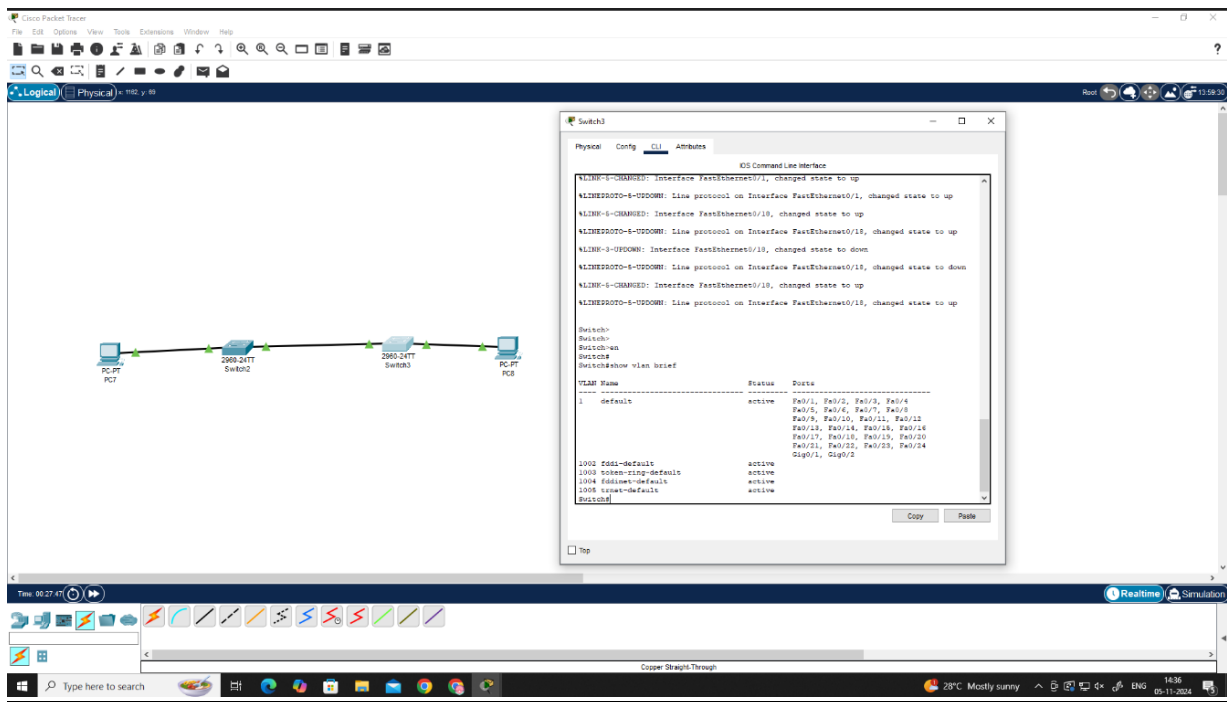 Cisco Packet Tracer
File Edit Options View Tools Extensions Window Help
?
Logical Physical x: 1182, y: 89 Root 13:59:30
Switch3
Physical Config CLI Attributes
IOS Command Line Interface
%LINK-5-CHANGED: Interface FastEthernet0/1, changed state to up
%LINEPROTO-5-UPDOWN: Line protocol on Interface FastEthernet0/1, changed state to up
%LINK-5-CHANGED: Interface FastEthernet0/18, changed state to up
%LINEPROTO-5-UPDOWN: Line protocol on Interface FastEthernet0/18, changed state to up
%LINK-3-UPDOWN: Interface FastEthernet0/18, changed state to down
%LINEPROTO-5-UPDOWN: Line protocol on Interface FastEthernet0/18, changed state to down
%LINK-5-CHANGED: Interface FastEthernet0/18, changed state to up
%LINEPROTO-5-UPDOWN: Line protocol on Interface FastEthernet0/18, changed state to up
Switch>
Switch>
Switch>en
Switch#
Switch#show vlan brief
VLAN Name Status Ports
---- -------------------------------- --------- -------------------------------
1 default active Fa0/1, Fa0/2, Fa0/3, Fa0/4
Fa0/5, Fa0/6, Fa0/7, Fa0/8
Fa0/9, Fa0/10, Fa0/11, Fa0/12
Fa0/13, Fa0/14, Fa0/15, Fa0/16
Fa0/17, Fa0/18, Fa0/19, Fa0/20
Fa0/21, Fa0/22, Fa0/23, Fa0/24
Gig0/1, Gig0/2
1002 fddi-default active
1003 token-ring-default active
1004 fddinet-default active
1005 trnet-default active
Switch#
Copy Paste
Top
PC-PT
PC7
2960-24TT
Switch2
2960-24TT
Switch3
PC-PT
PC8
Time: 00:27:47 Realtime Simulation
Copper Straight-Through
Type here to search 28°C Mostly sunny ENG 14:36
05-11-2024
5